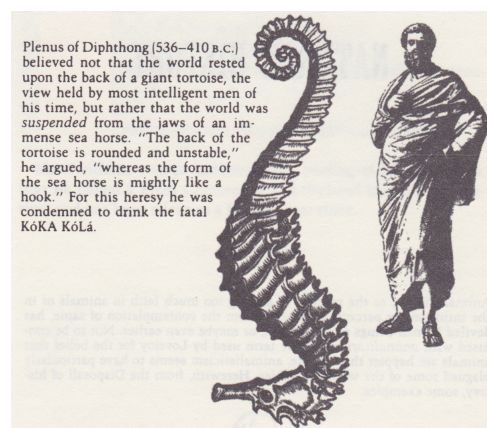 Plenus of Diphthong (536–410 B.C.)
believed not that the world rested
upon the back of a giant tortoise, the
view held by most intelligent men of
his time, but rather that the world was
suspended from the jaws of an im-
mense sea horse. "The back of the
tortoise is rounded and unstable,"
he argued, "whereas the form of
the sea horse is mightly like a
hook." For this heresy he was
condemned to drink the fatal
KóKA KóLá.